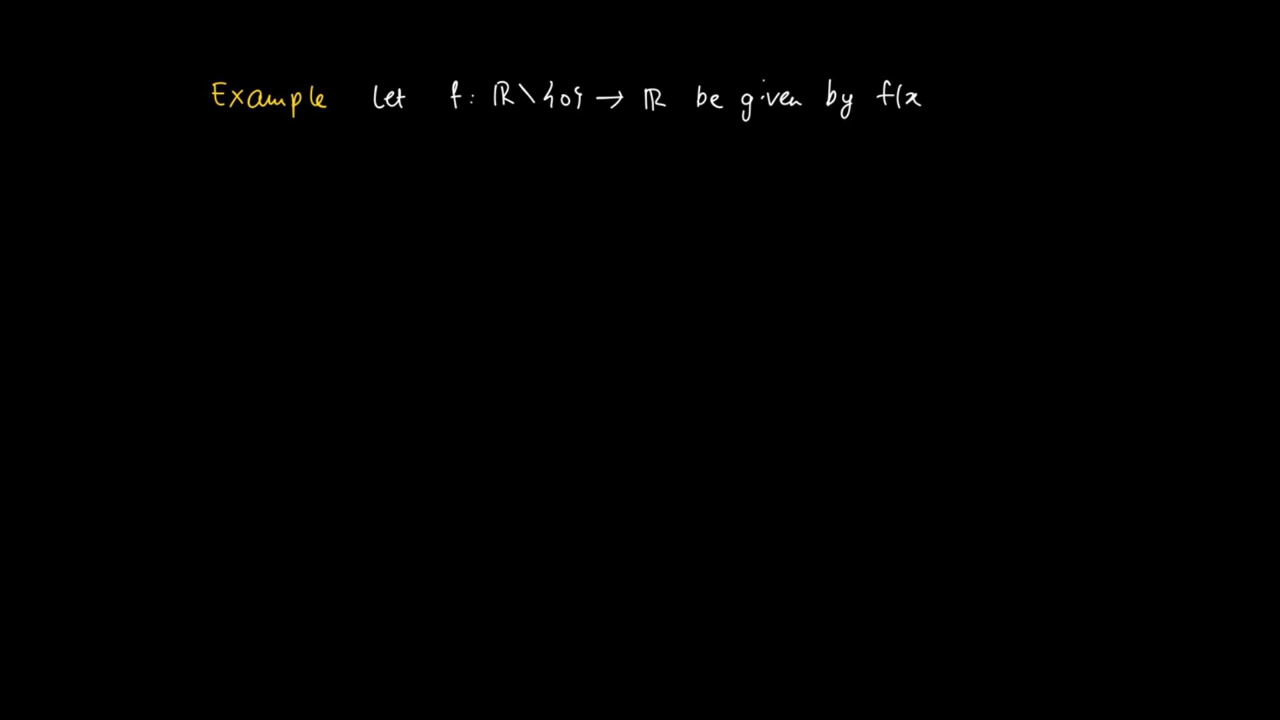 Example Let f: ℝ\{0} → ℝ be given by f(x